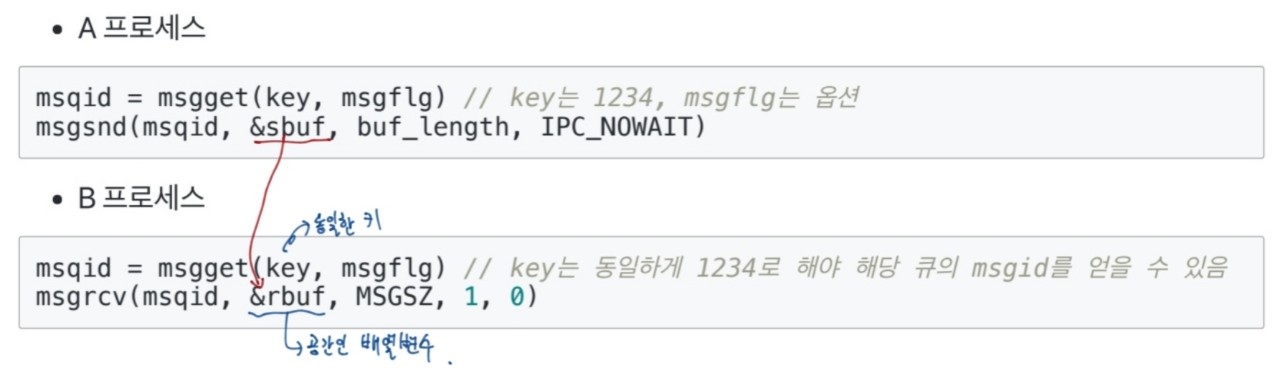 • A 프로세스
msqid = msgget(key, msgflg) // key는 1234, msgflg는 옵션
msgsnd(msqid, &sbuf, buf_length, IPC_NOWAIT)
• B 프로세스
동일한 키
msqid = msgget(key, msgflg) // key는 동일하게 1234로 해야 해당 큐의 msgid를 얻을 수 있음
msgrcv(msqid, &rbuf, MSGSZ, 1, 0)
공간인 배열변수.